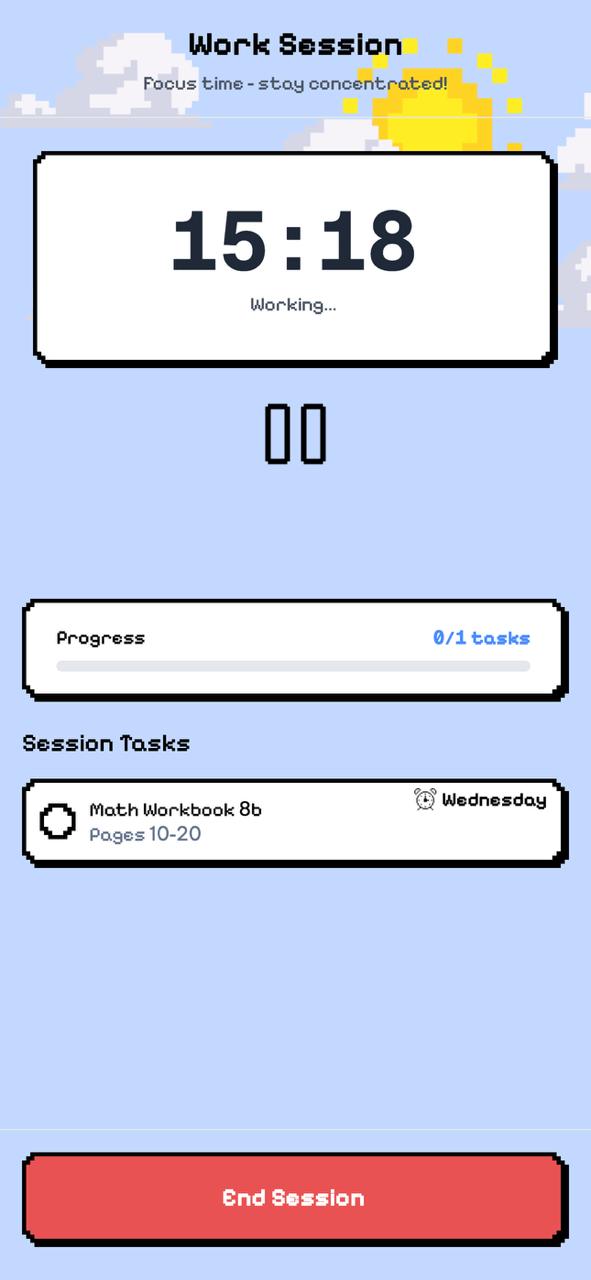 Work Session
Focus time - stay concentrated!
15:18
Working...
Progress
0/1 tasks
Session Tasks
Wednesday
Math Workbook 8b
Pages 10-20
End Session